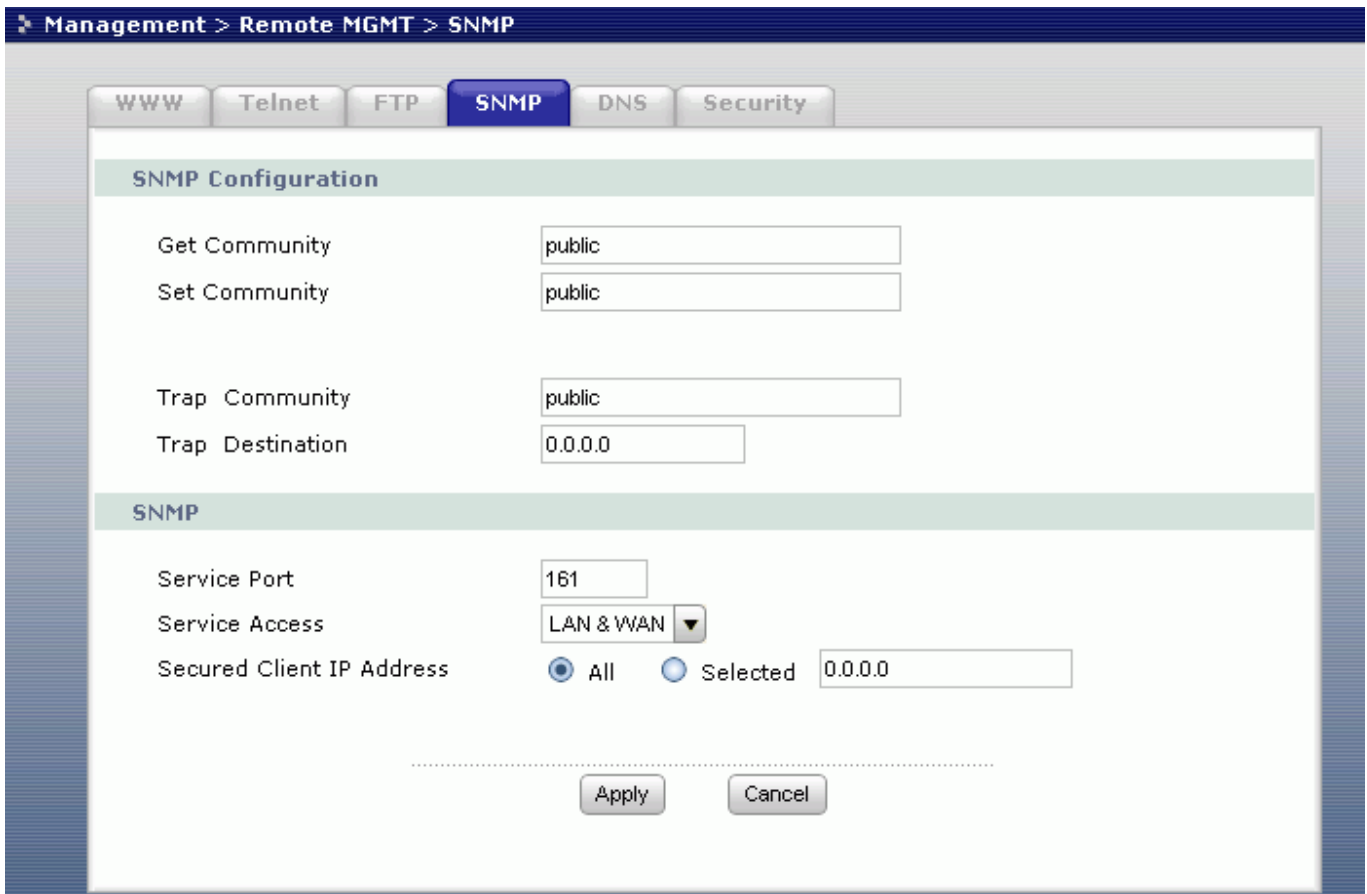 Management > Remote MGMT > SNMP
WWW Telnet FTP SNMP DNS Security
SNMP Configuration
Get Community public
Set Community public
Trap Community public
Trap Destination 0.0.0.0
SNMP
Service Port 161
Service Access LAN & WAN
Secured Client IP Address All Selected 0.0.0.0
Apply Cancel